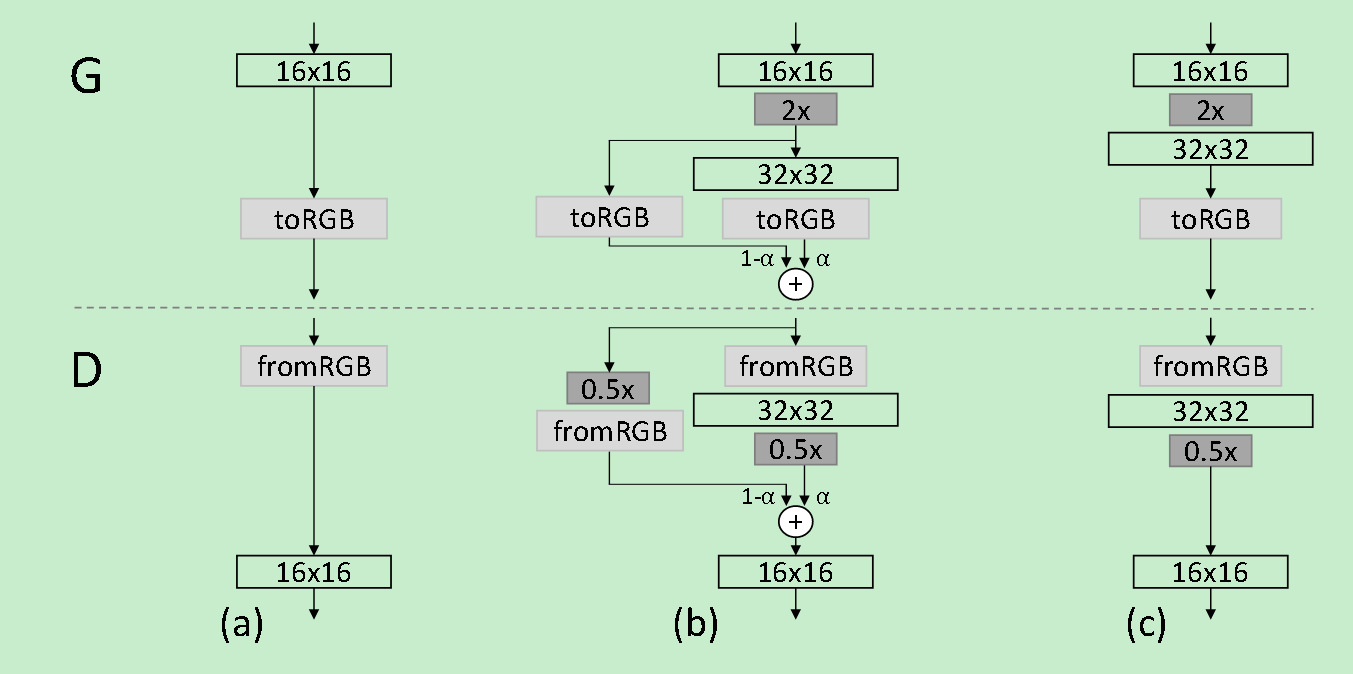 G
16x16
toRGB
16x16
2x
32x32
toRGB
toRGB
1-α
α
+
16x16
2x
32x32
toRGB
D
fromRGB
16x16
(a)
fromRGB
0.5x
32x32
fromRGB
0.5x
1-α
α
+
16x16
(b)
fromRGB
32x32
0.5x
16x16
(c)